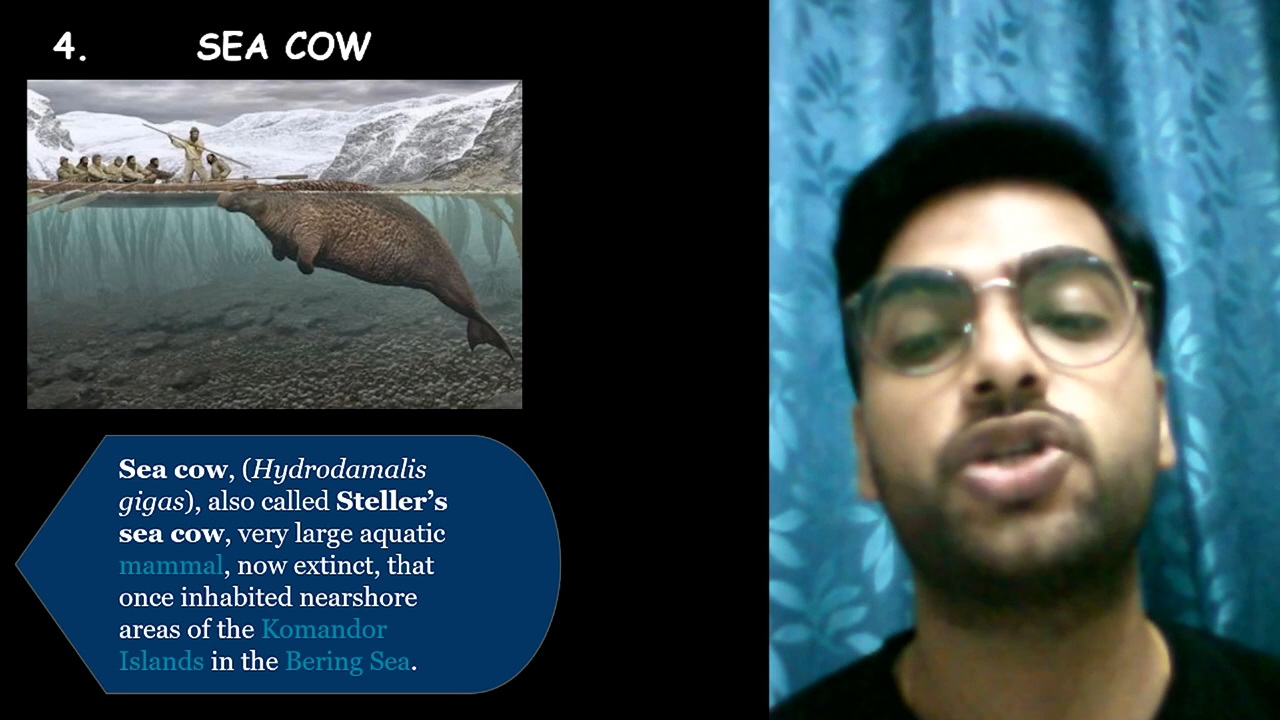 4. SEA COW
Sea cow, (Hydrodamalis
gigas), also called Steller’s
sea cow, very large aquatic
mammal, now extinct, that
once inhabited nearshore
areas of the Komandor
Islands in the Bering Sea.